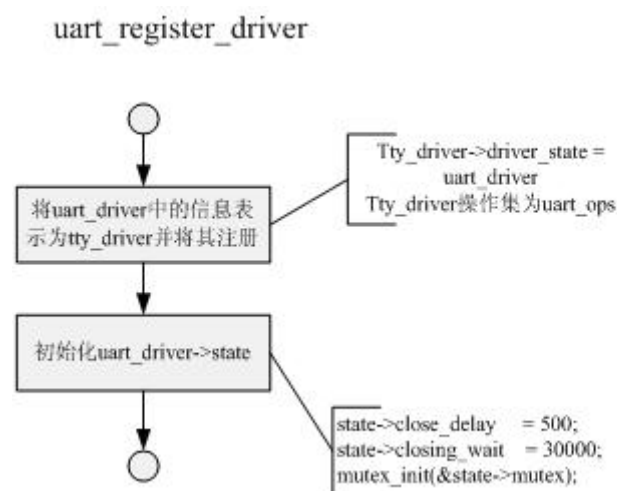 uart_register_driver
Tty_driver->driver_state =
uart_driver
Tty_driver操作集为uart_ops
将uart_driver中的信息表
示为tty_driver并将其注册
初始化uart_driver->state
state->close_delay = 500;
state->closing_wait = 30000;
mutex_init(&state->mutex);